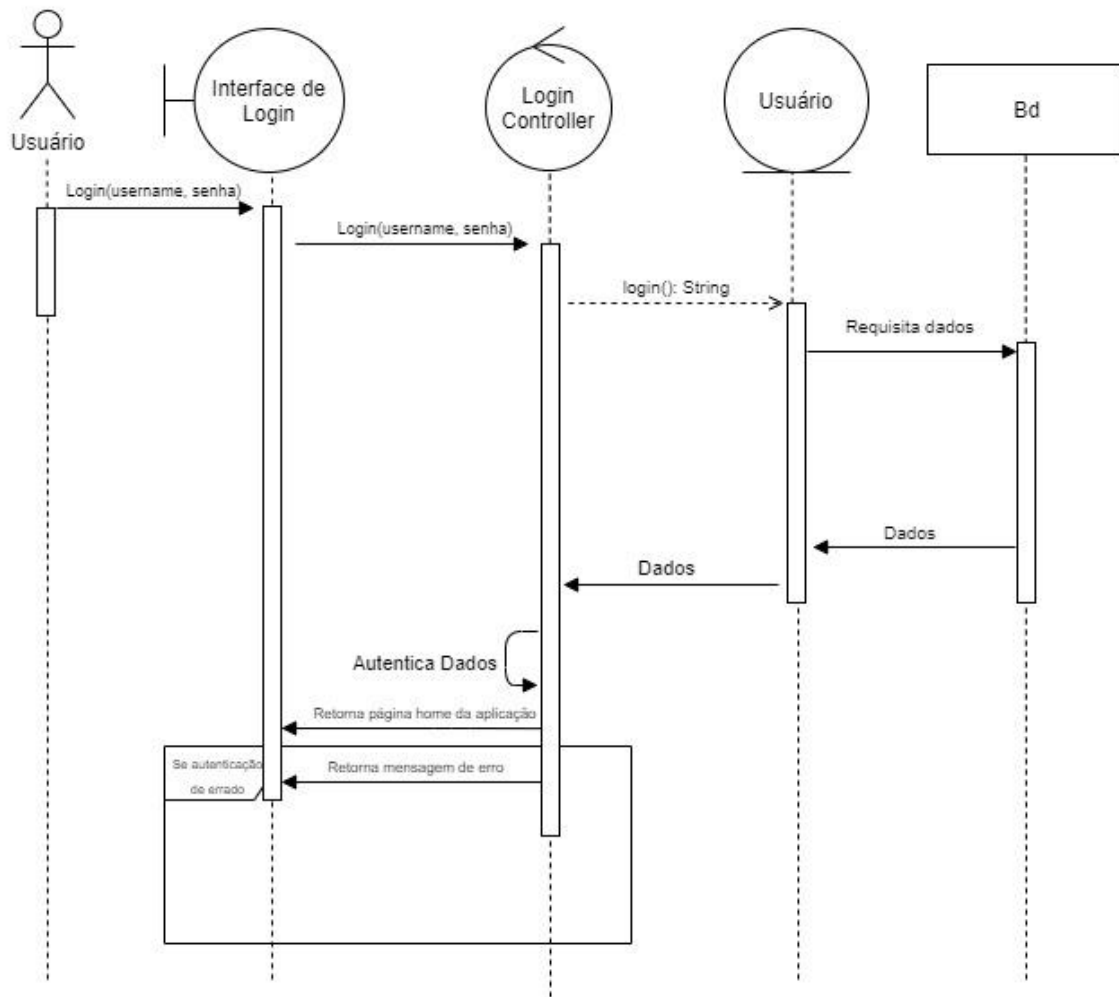 Usuário
Interface de
Login
Login
Controller
Usuário
Bd
Login(username, senha)
Login(username, senha)
login(): String
Requisita dados
Dados
Dados
Autentica Dados
Retorna página home da aplicação
Se autenticação
de errado
Retorna mensagem de erro